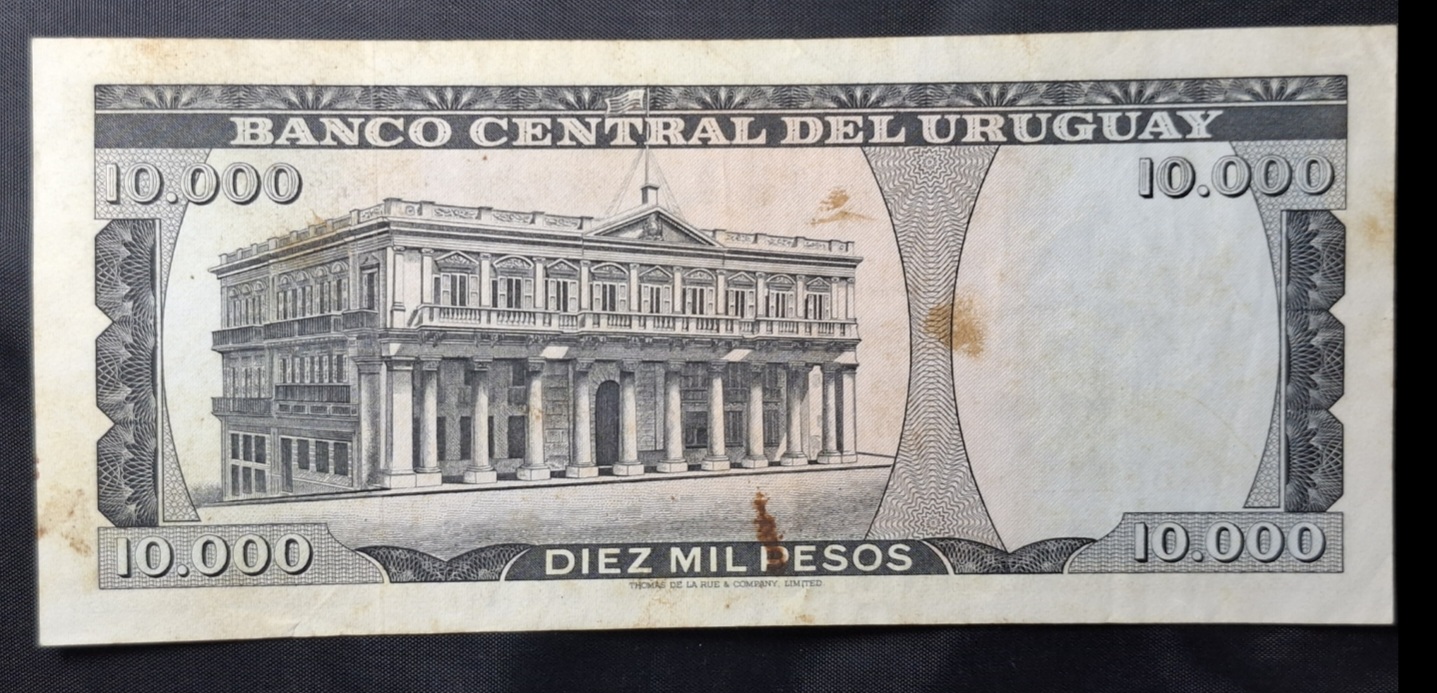 BANCO CENTRAL DEL URUGUAY
10.000 10.000
10.000 DIEZ MIL PESOS 10.000
THOMAS DE LA RUE & COMPANY, LIMITED.